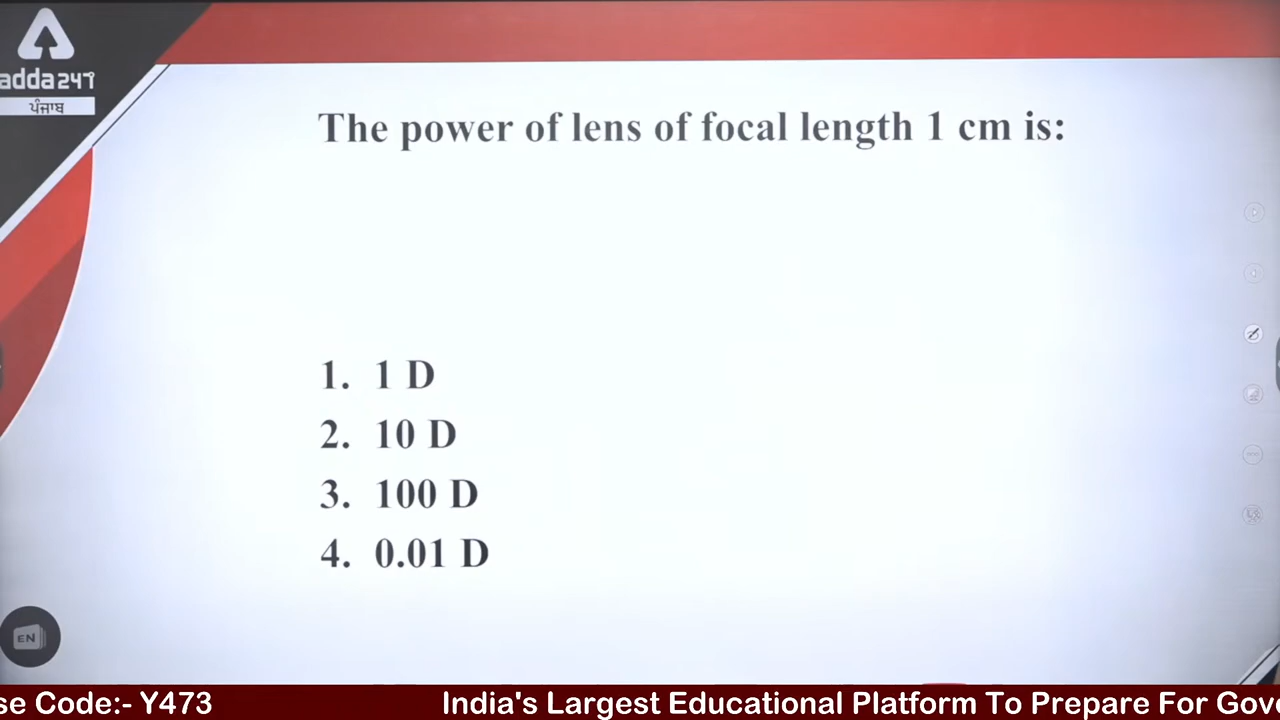 adda247
ਪੰਜਾਬ
The power of lens of focal length 1 cm is:
1. 1 D
2. 10 D
3. 100 D
4. 0.01 D
EN
se Code:- Y473
India's Largest Educational Platform To Prepare For Gov